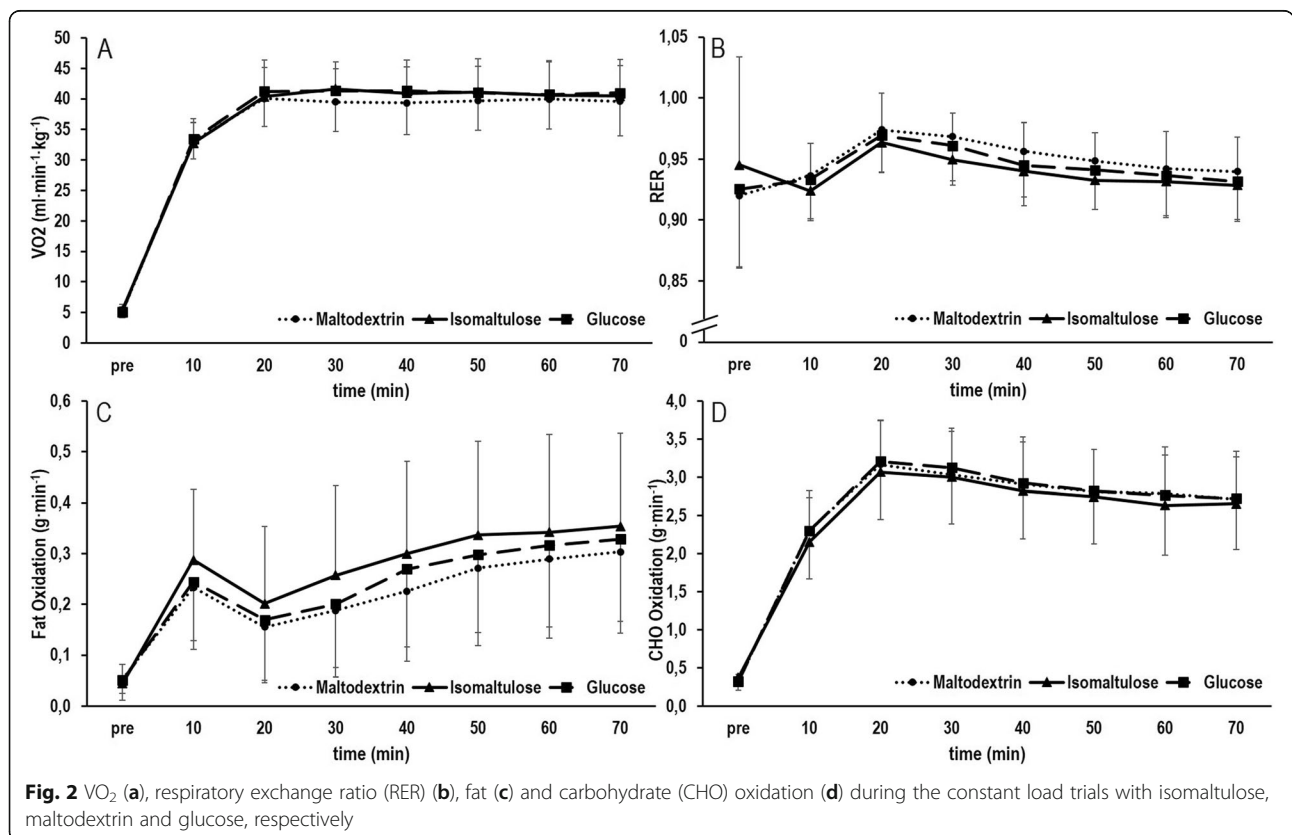 A
VO2 (ml·min⁻¹·kg⁻¹)
50
45
40
35
30
25
20
15
10
5
0
Maltodextrin Isomaltulose Glucose
pre 10 20 30 40 50 60 70
time (min)
B
RER
1,05
1,00
0,95
0,90
0,85
0
Maltodextrin Isomaltulose Glucose
pre 10 20 30 40 50 60 70
time (min)
C
Fat Oxidation (g·min⁻¹)
0,6
0,5
0,4
0,3
0,2
0,1
0,0
Maltodextrin Isomaltulose Glucose
pre 10 20 30 40 50 60 70
time (min)
D
CHO Oxidation (g·min⁻¹)
4,0
3,5
3,0
2,5
2,0
1,5
1,0
0,5
0,0
Maltodextrin Isomaltulose Glucose
pre 10 20 30 40 50 60 70
time (min)
Fig. 2 VO₂ (a), respiratory exchange ratio (RER) (b), fat (c) and carbohydrate (CHO) oxidation (d) during the constant load trials with isomaltulose,
maltodextrin and glucose, respectively